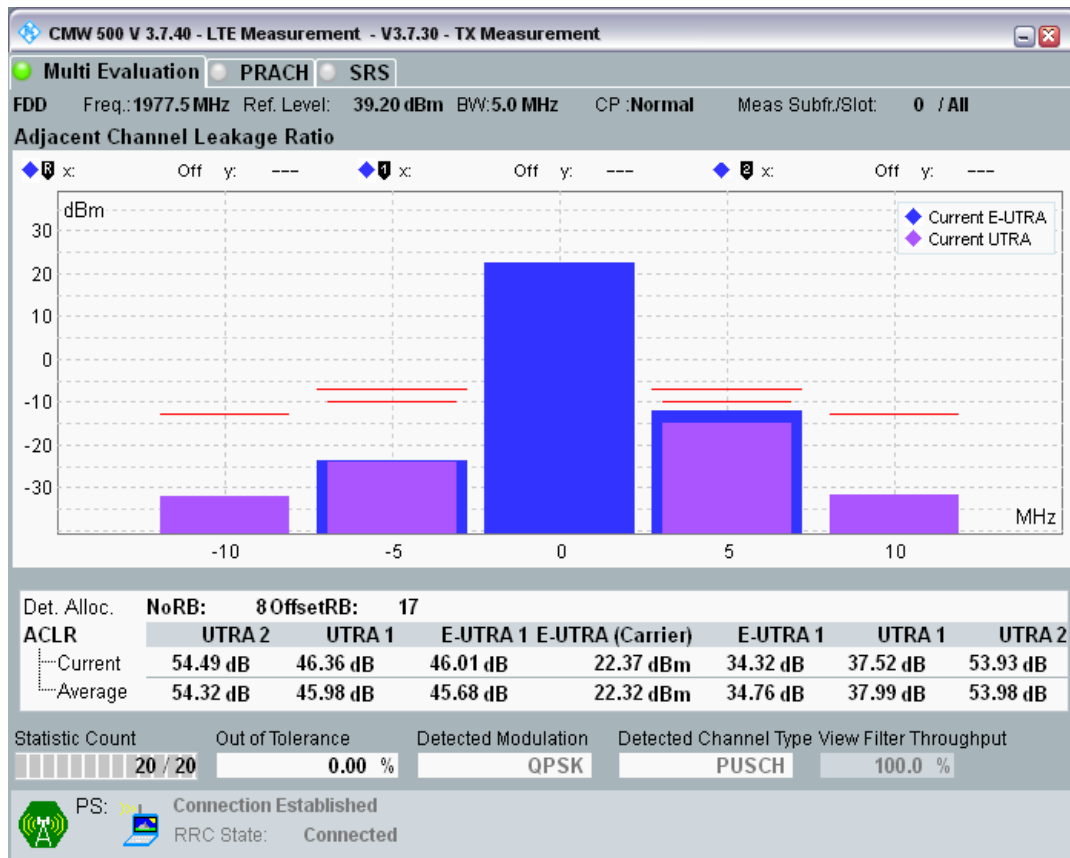 CMW 500 V 3.7.40 - LTE Measurement - V3.7.30 - TX Measurement
Multi Evaluation PRACH SRS
FDD Freq.: 1977.5 MHz Ref. Level: 39.20 dBm BW: 5.0 MHz CP : Normal Meas Subfr./Slot: 0 / All
Adjacent Channel Leakage Ratio
R x: Off y: --- 1 x: Off y: --- 2 x: Off y: ---
dBm
Current E-UTRA
Current UTRA
30
20
10
0
-10
-20
-30
MHz
-10 -5 0 5 10
Det. Alloc. NoRB: 8 OffsetRB: 17
ACLR UTRA 2 UTRA 1 E-UTRA 1 E-UTRA (Carrier) E-UTRA 1 UTRA 1 UTRA 2
Current 54.49 dB 46.36 dB 46.01 dB 22.37 dBm 34.32 dB 37.52 dB 53.93 dB
Average 54.32 dB 45.98 dB 45.68 dB 22.32 dBm 34.76 dB 37.99 dB 53.98 dB
Statistic Count Out of Tolerance Detected Modulation Detected Channel Type View Filter Throughput
20 / 20 0.00 % QPSK PUSCH 100.0 %
PS: Connection Established
RRC State: Connected